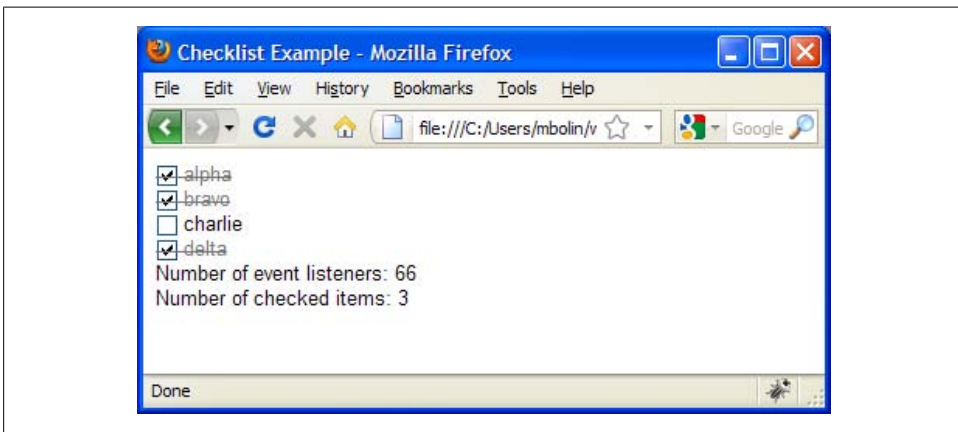 Checklist Example - Mozilla Firefox
File Edit View History Bookmarks Tools Help
file:///C:/Users/mbolin/v Google
alpha
bravo
charlie
delta
Number of event listeners: 66
Number of checked items: 3
Done